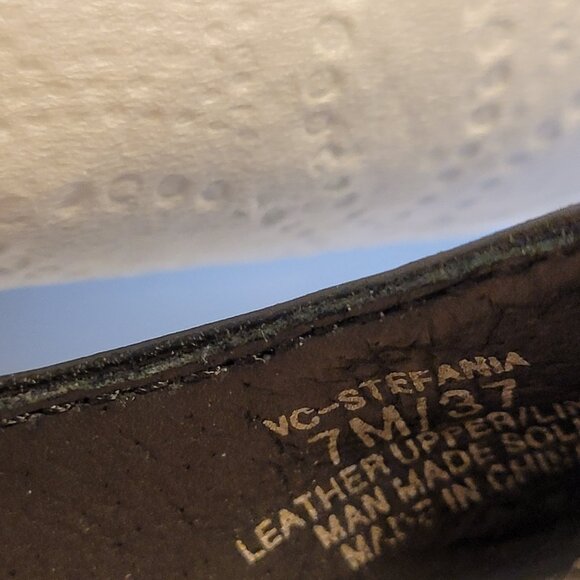 VC-STEFANIA
7M/37
LEATHER UPPER/LI
MAN MADE SOL
MADE IN CHIN